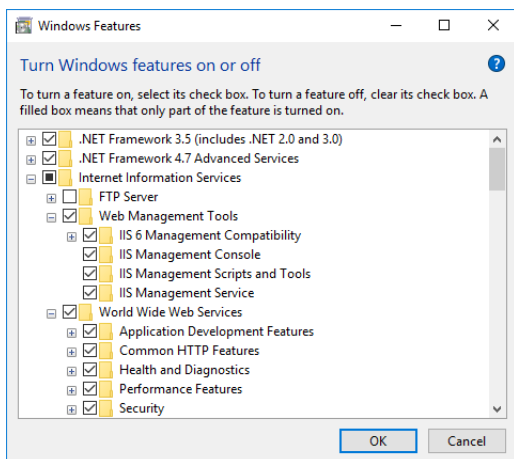 Windows Features
Turn Windows features on or off
?
To turn a feature on, select its check box. To turn a feature off, clear its check box. A
filled box means that only part of the feature is turned on.
.NET Framework 3.5 (includes .NET 2.0 and 3.0)
.NET Framework 4.7 Advanced Services
Internet Information Services
FTP Server
Web Management Tools
IIS 6 Management Compatibility
IIS Management Console
IIS Management Scripts and Tools
IIS Management Service
World Wide Web Services
Application Development Features
Common HTTP Features
Health and Diagnostics
Performance Features
Security
OK Cancel